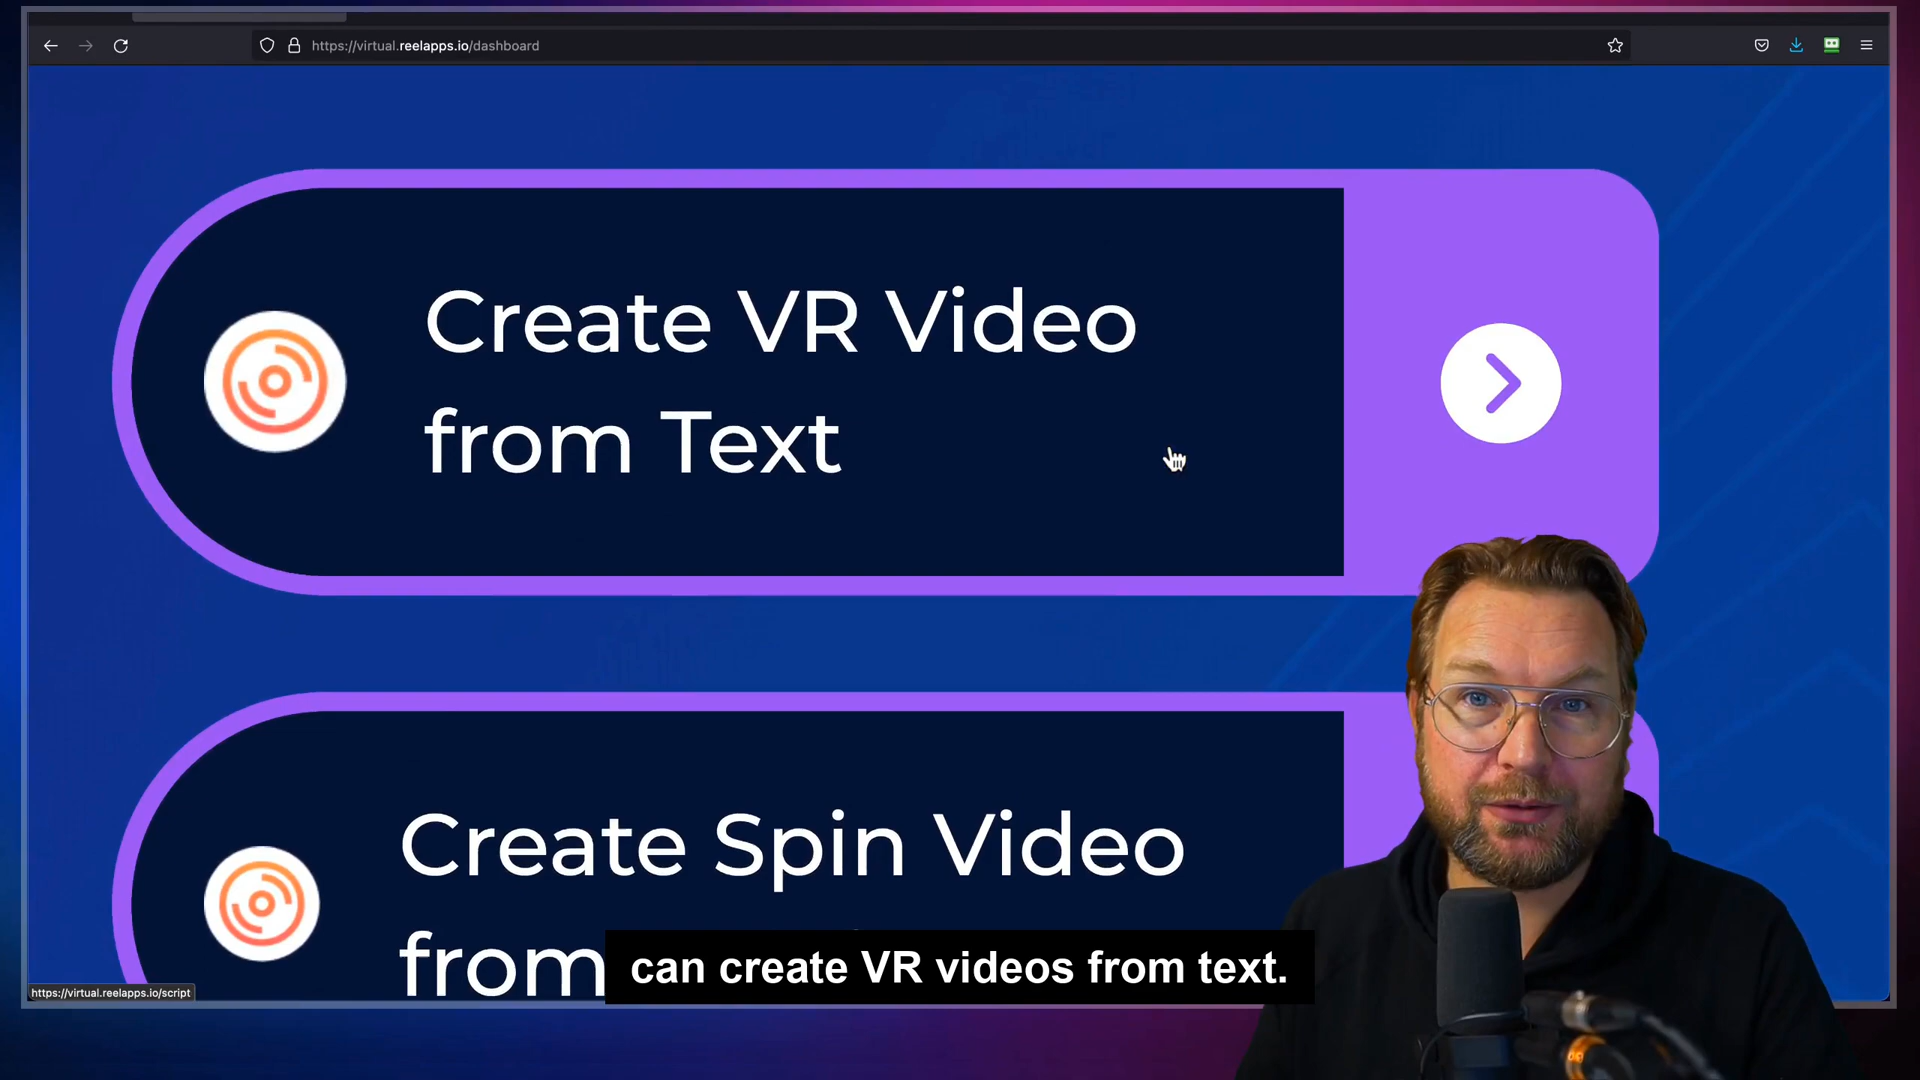 https://virtual.reelapps.io/dashboard
Create VR Video
from Text
Create Spin Video
from
can create VR videos from text.
https://virtual.reelapps.io/script